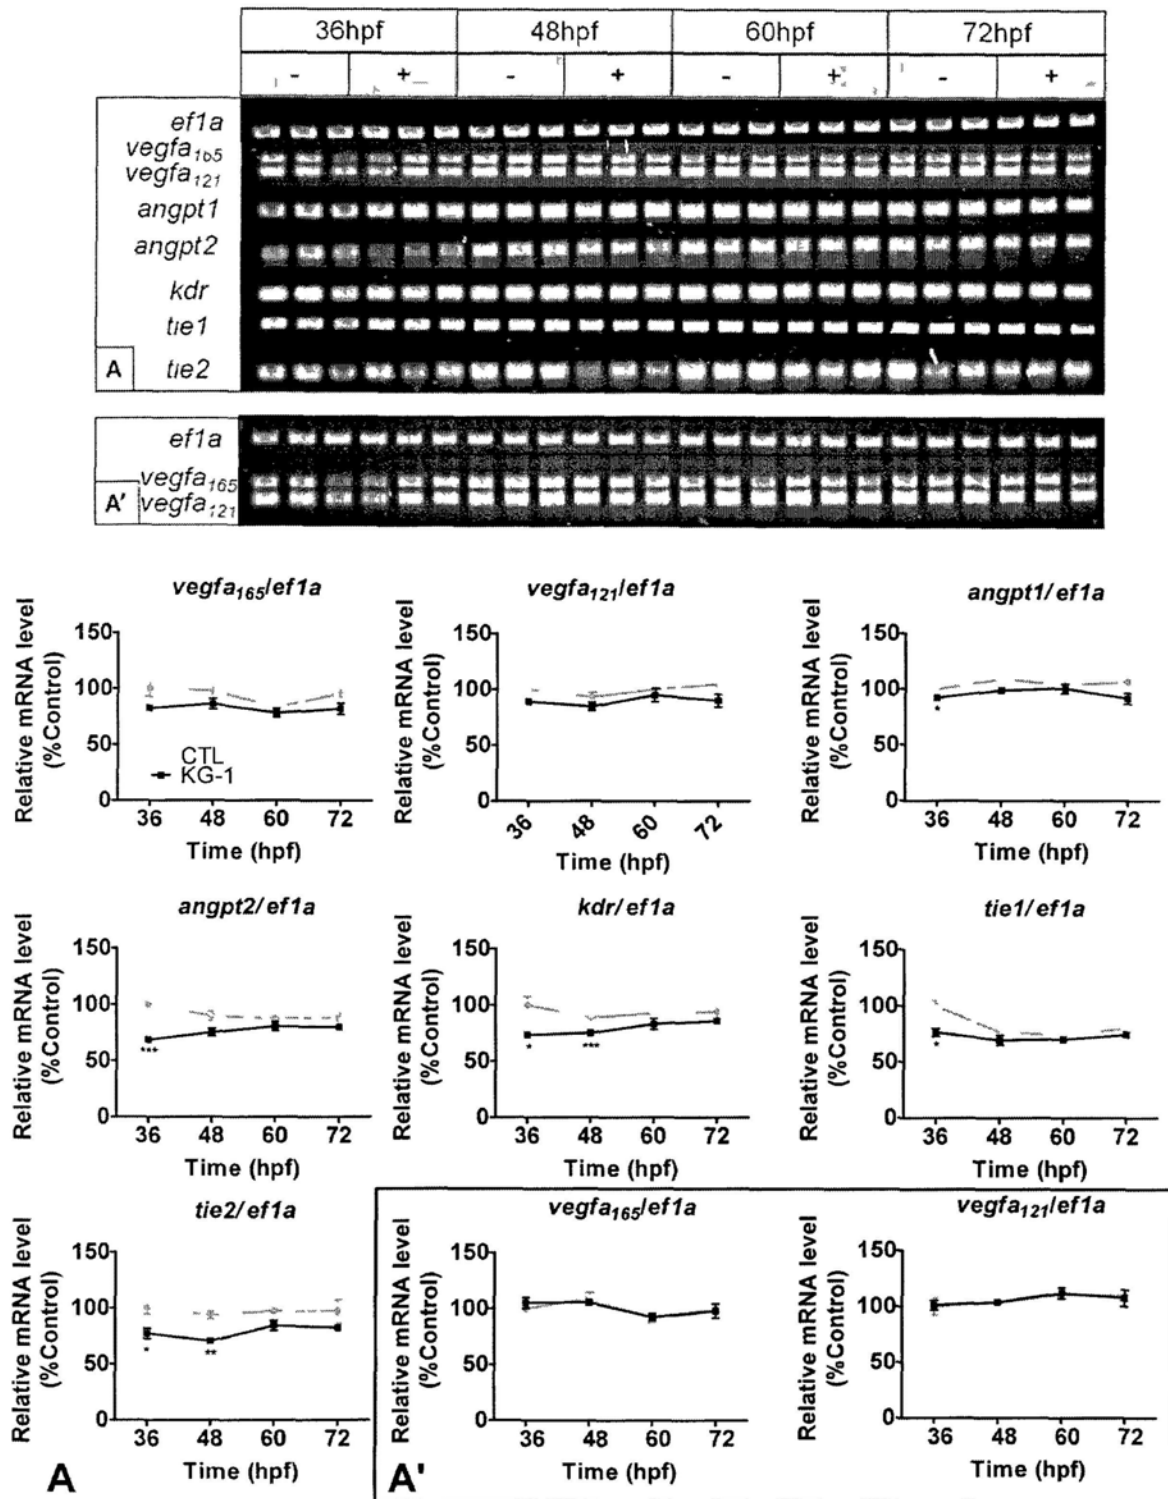 36hpf 48hpf 60hpf 72hpf
- + - + - + - +
ef1a
vegfa165
vegfa121
angpt1
angpt2
kdr
tie1
A tie2
ef1a
vegfa165
A' vegfa121
vegfa165/ef1a
Relative mRNA level
(%Control)
150
100
50
0
CTL
KG-1
36 48 60 72
Time (hpf)
vegfa121/ef1a
Relative mRNA level
(%Control)
150
100
50
0
36 48 60 72
Time (hpf)
angpt1/ef1a
Relative mRNA level
(%Control)
150
100
50
0
*
36 48 60 72
Time (hpf)
angpt2/ef1a
Relative mRNA level
(%Control)
150
100
50
0
***
36 48 60 72
Time (hpf)
kdr/ef1a
Relative mRNA level
(%Control)
150
100
50
0
* ***
36 48 60 72
Time (hpf)
tie1/ef1a
Relative mRNA level
(%Control)
150
100
50
0
*
36 48 60 72
Time (hpf)
tie2/ef1a
Relative mRNA level
(%Control)
150
100
50
0
* **
36 48 60 72
Time (hpf)
A
vegfa165/ef1a
Relative mRNA level
(%Control)
150
100
50
0
36 48 60 72
Time (hpf)
A'
vegfa121/ef1a
Relative mRNA level
(%Control)
150
100
50
0
36 48 60 72
Time (hpf)